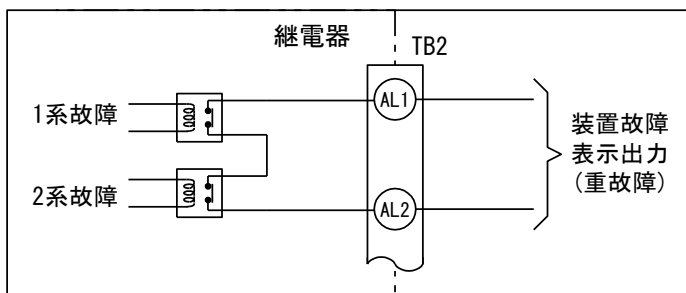 継電器
TB2
1系故障
AL1
装置故障
表示出力
(重故障)
2系故障
AL2